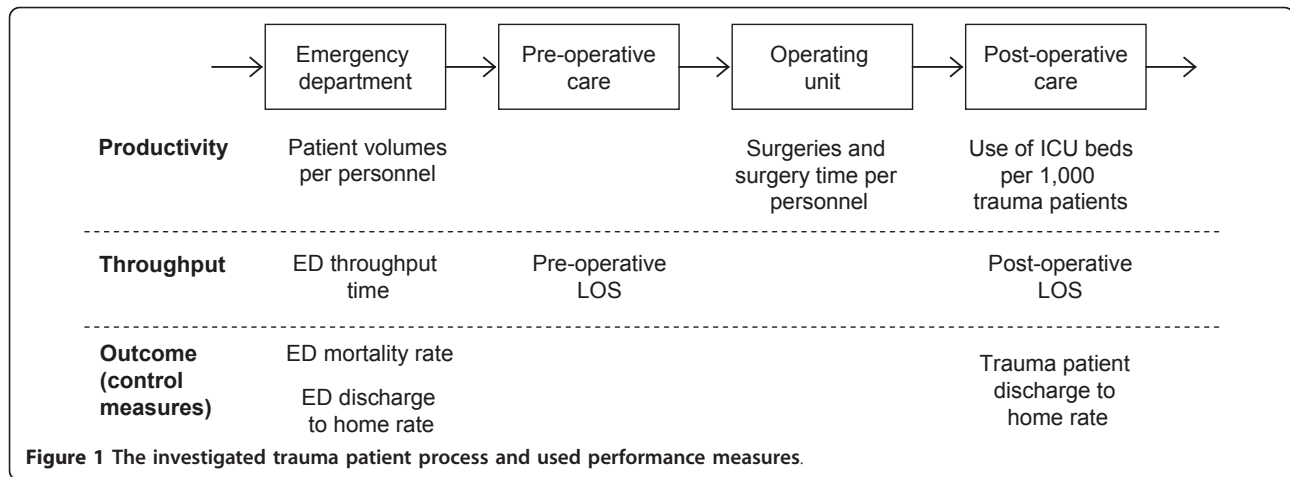 Emergency
department
Pre-operative
care
Operating
unit
Post-operative
care
Productivity
Patient volumes
per personnel
Surgeries and
surgery time per
personnel
Use of ICU beds
per 1,000
trauma patients
Throughput
ED throughput
time
Pre-operative
LOS
Post-operative
LOS
Outcome
(control
measures)
ED mortality rate
ED discharge
to home rate
Trauma patient
discharge to
home rate
Figure 1 The investigated trauma patient process and used performance measures.